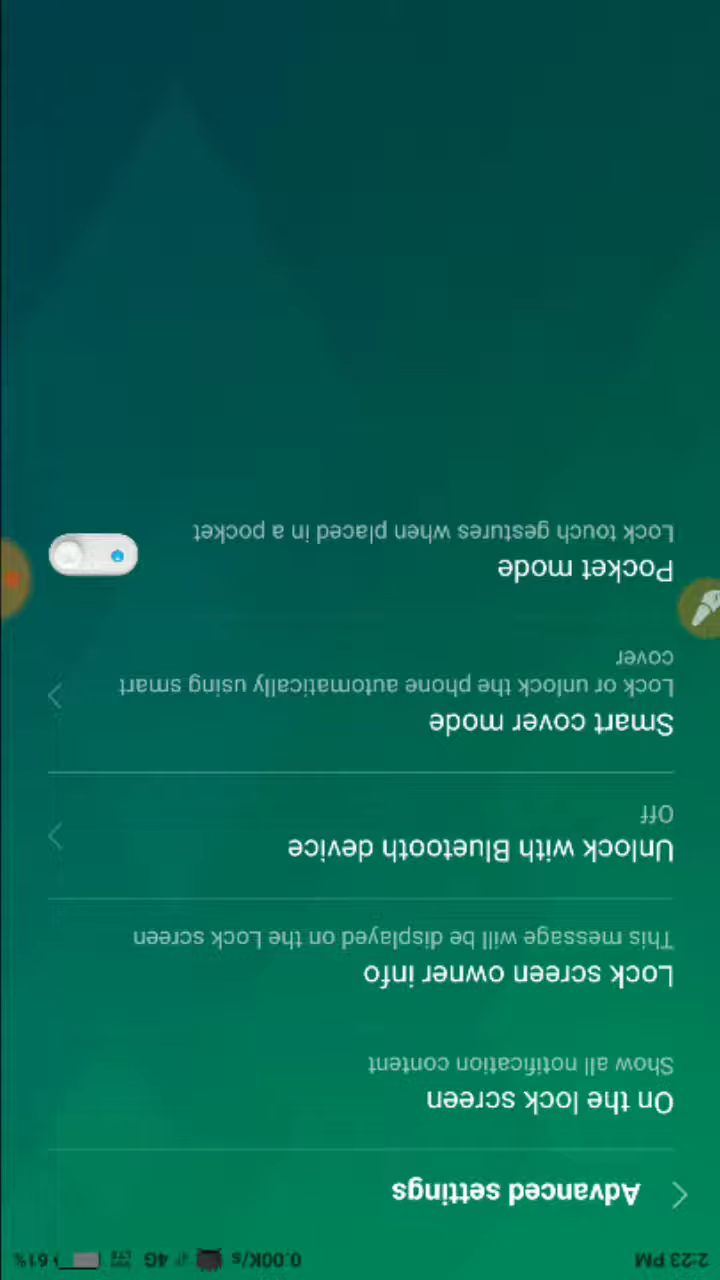 2:23 PM 0.00K/s 4G VoLTE 61%
Advanced settings
On the lock screen
Show all notification content
Lock screen owner info
This message will be displayed on the Lock screen
Unlock with Bluetooth device
Off
Smart cover mode
Lock or unlock the phone automatically using smart
cover
Pocket mode
Lock touch gestures when placed in a pocket